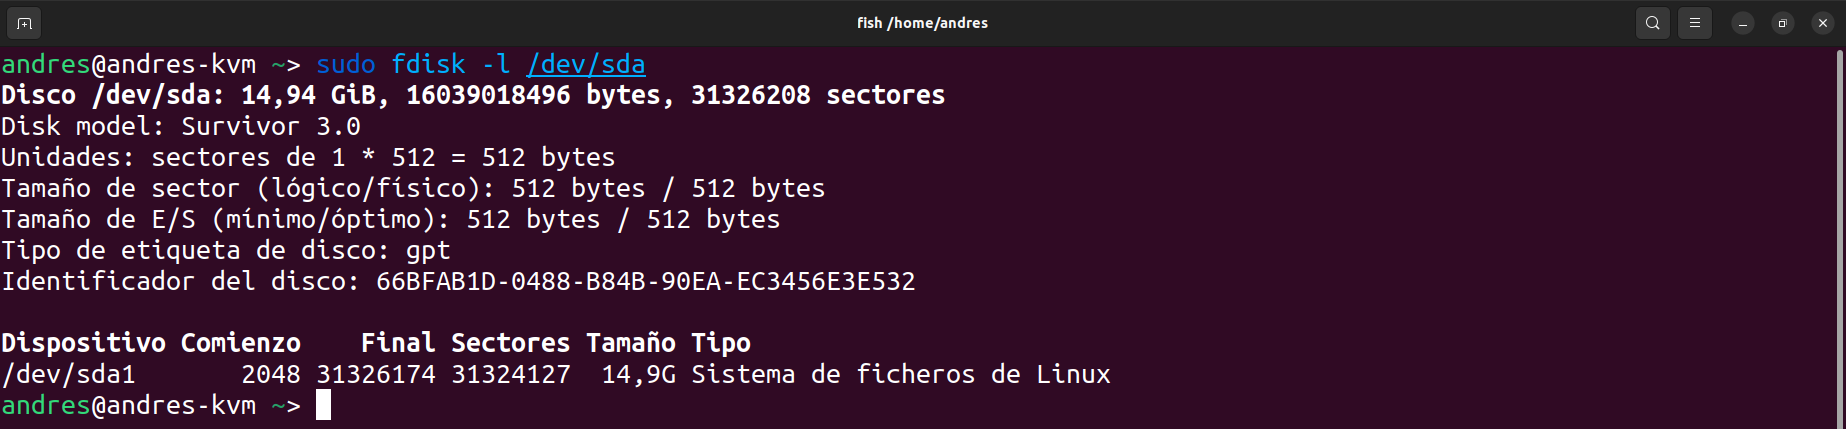 fish /home/andres
andres@andres-kvm ~> sudo fdisk -l /dev/sda
Disco /dev/sda: 14,94 GiB, 16039018496 bytes, 31326208 sectores
Disk model: Survivor 3.0
Unidades: sectores de 1 * 512 = 512 bytes
Tamaño de sector (lógico/físico): 512 bytes / 512 bytes
Tamaño de E/S (mínimo/óptimo): 512 bytes / 512 bytes
Tipo de etiqueta de disco: gpt
Identificador del disco: 66BFAB1D-0488-B84B-90EA-EC3456E3E532
Dispositivo Comienzo    Final Sectores Tamaño Tipo
/dev/sda1       2048 31326174 31324127  14,9G Sistema de ficheros de Linux
andres@andres-kvm ~>